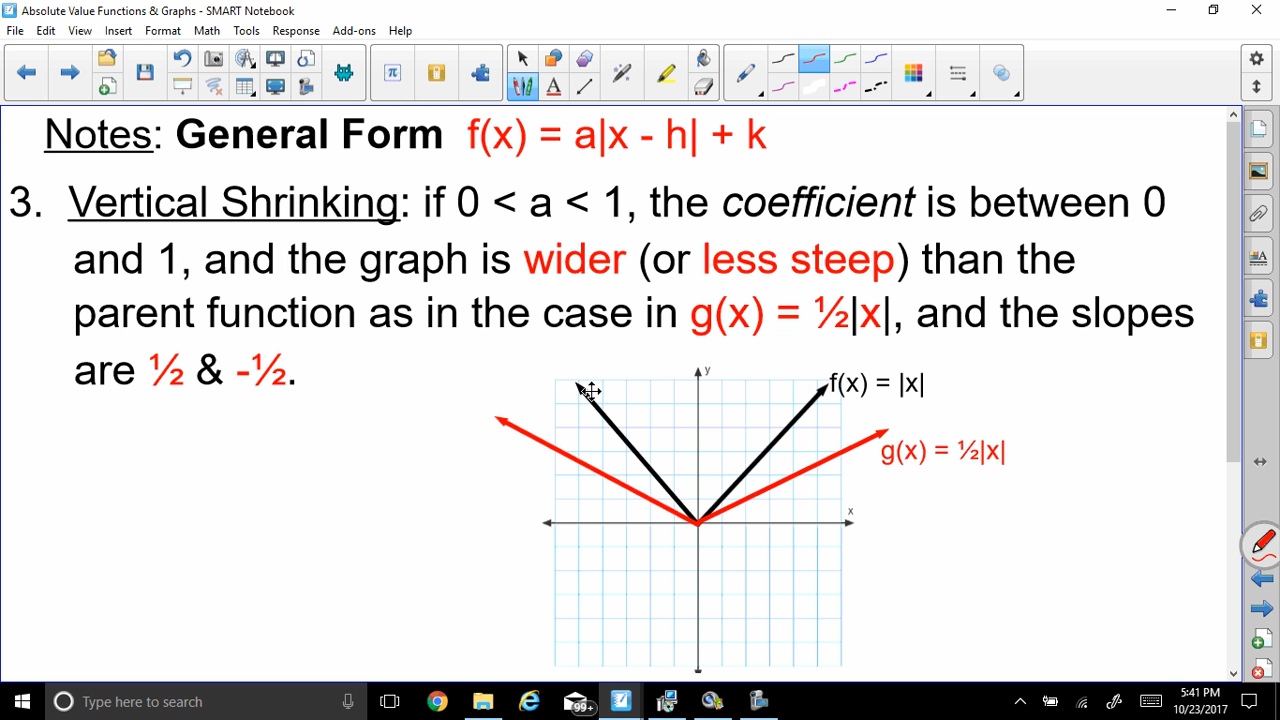 Absolute Value Functions & Graphs - SMART Notebook
File Edit View Insert Format Math Tools Response Add-ons Help
Notes: General Form f(x) = a|x - h| + k
3. Vertical Shrinking: if 0 < a < 1, the coefficient is between 0
and 1, and the graph is wider (or less steep) than the
parent function as in the case in g(x) = ½|x|, and the slopes
are ½ & -½.
y
f(x) = |x|
g(x) = ½|x|
x
Type here to search
99+
5:41 PM
10/23/2017